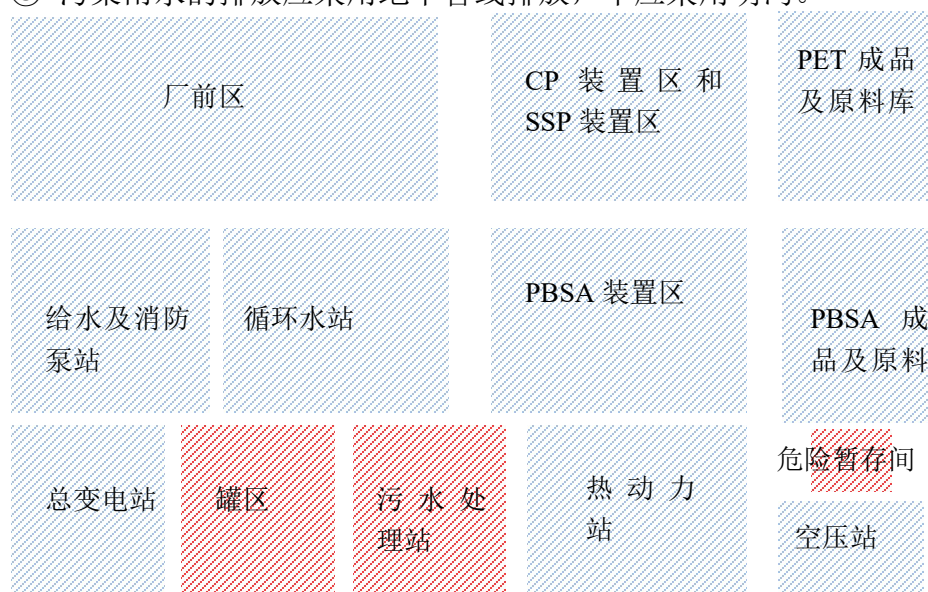 厂前区
CP 装置区和
SSP 装置区
PET 成品
及原料库
给水及消防
泵站
循环水站
PBSA 装置区
PBSA 成
品及原料
总变电站
罐区
污水处
理站
热动力
站
危险暂存间
空压站